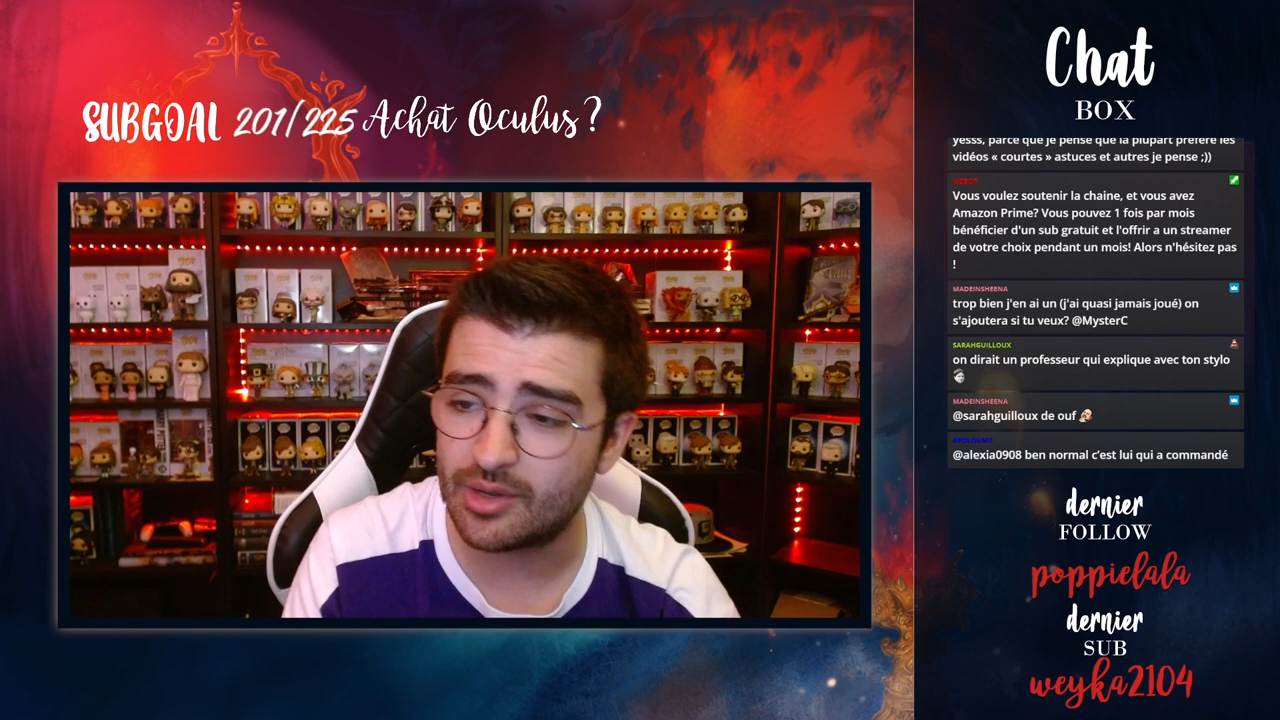 SUBGOAL 201/225 Achat Oculus?
Chat
BOX
yesss, parce que je pense que la plupart préfère les
vidéos « courtes » astuces et autres je pense ;))
Vous voulez soutenir la chaine, et vous avez
Amazon Prime? Vous pouvez 1 fois par mois
bénéficier d'un sub gratuit et l'offrir a un streamer
de votre choix pendant un mois! Alors n'hésitez pas
!
MADEINSHEENA
trop bien j'en ai un (j'ai quasi jamais joué) on
s'ajoutera si tu veux? @MysterC
SARAHGUILLOUX
on dirait un professeur qui explique avec ton stylo
MADEINSHEENA
@sarahguilloux de ouf
@alexia0908 ben normal c'est lui qui a commandé
dernier
FOLLOW
poppielala
dernier
SUB
weyka2104